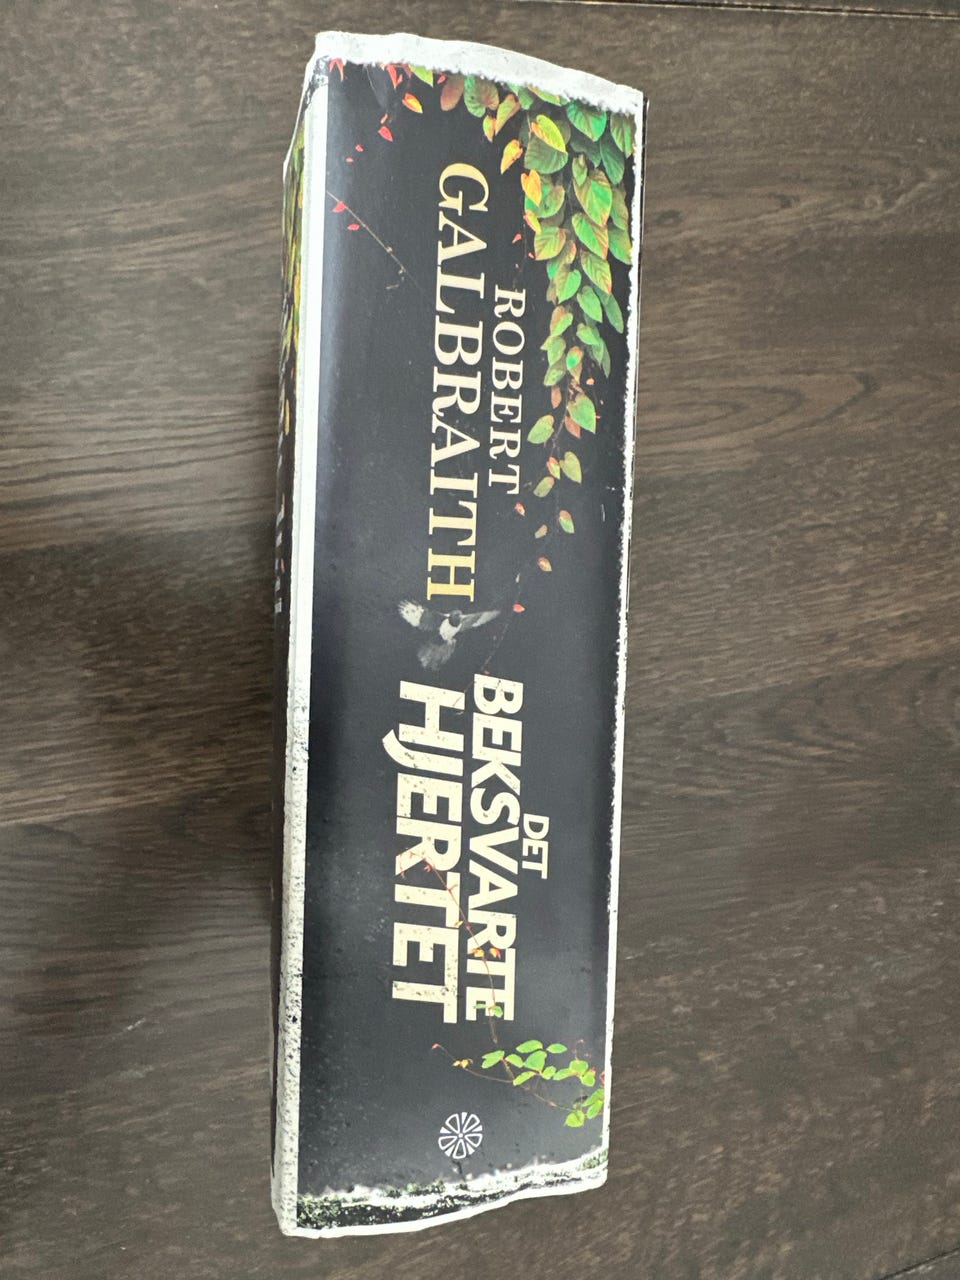 ROBERT
GALBRAITH
DET
BEKSVARTE
HJERTET